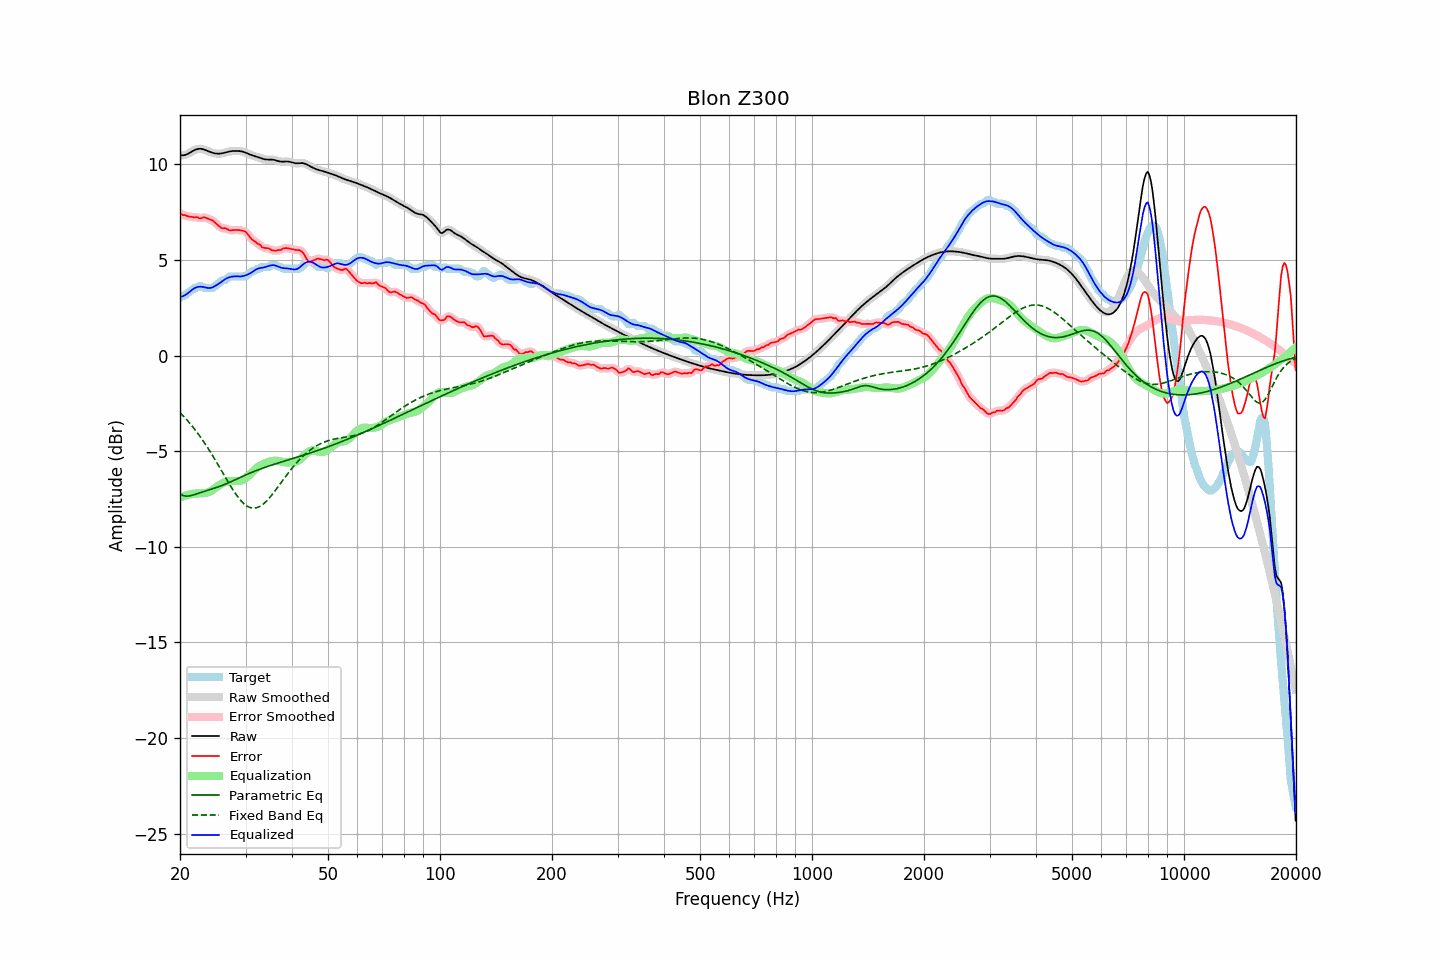 Blon Z300
Amplitude (dBr)
10
5
0
−5
−10
−15
−20
−25
Target
Raw Smoothed
Error Smoothed
Raw
Error
Equalization
Parametric Eq
Fixed Band Eq
Equalized
20 50 100 200 500 1000 2000 5000 10000 20000
Frequency (Hz)